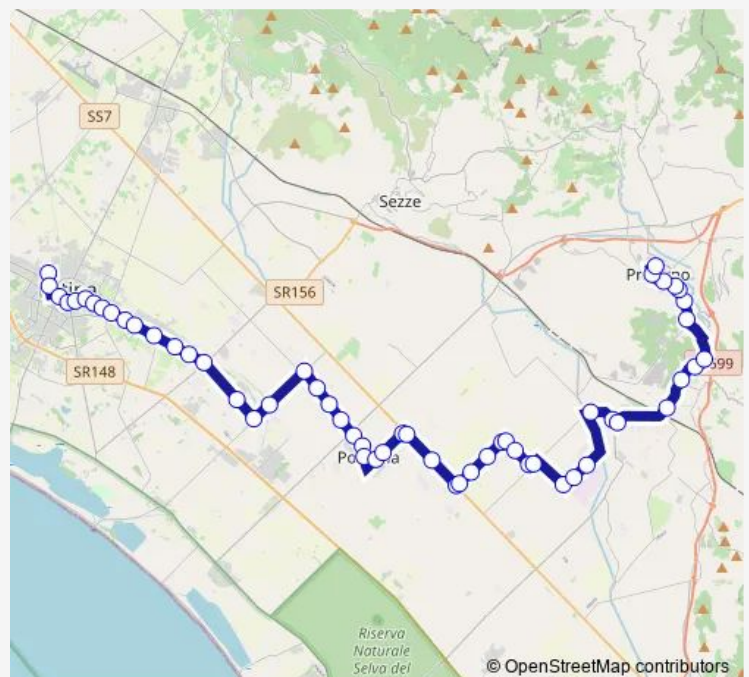 SS7
Sezze
SR156
SR148
Riserva
Naturale
Selva del
© OpenStreetMap contributors